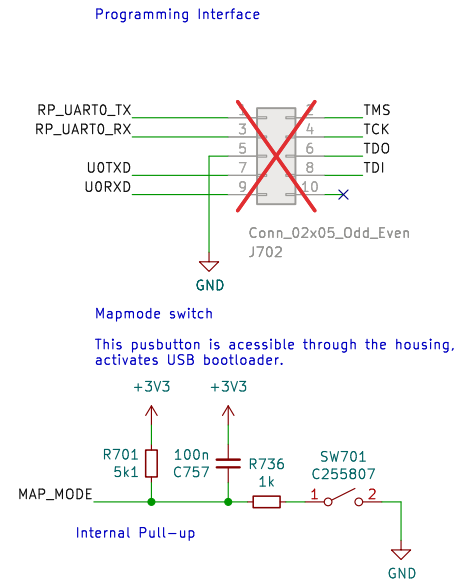 Programming Interface
RP_UART0_TX 1 2 TMS
RP_UART0_RX 3 4 TCK
5 6 TDO
U0TXD 7 8 TDI
U0RXD 9 10
Conn_02x05_Odd_Even
J702
GND
Mapmode switch
This pusbutton is acessible through the housing,
activates USB bootloader.
+3V3 +3V3
R701 5k1
100n C757
R736 1k
SW701
C255807
MAP_MODE
1 2
Internal Pull-up
GND